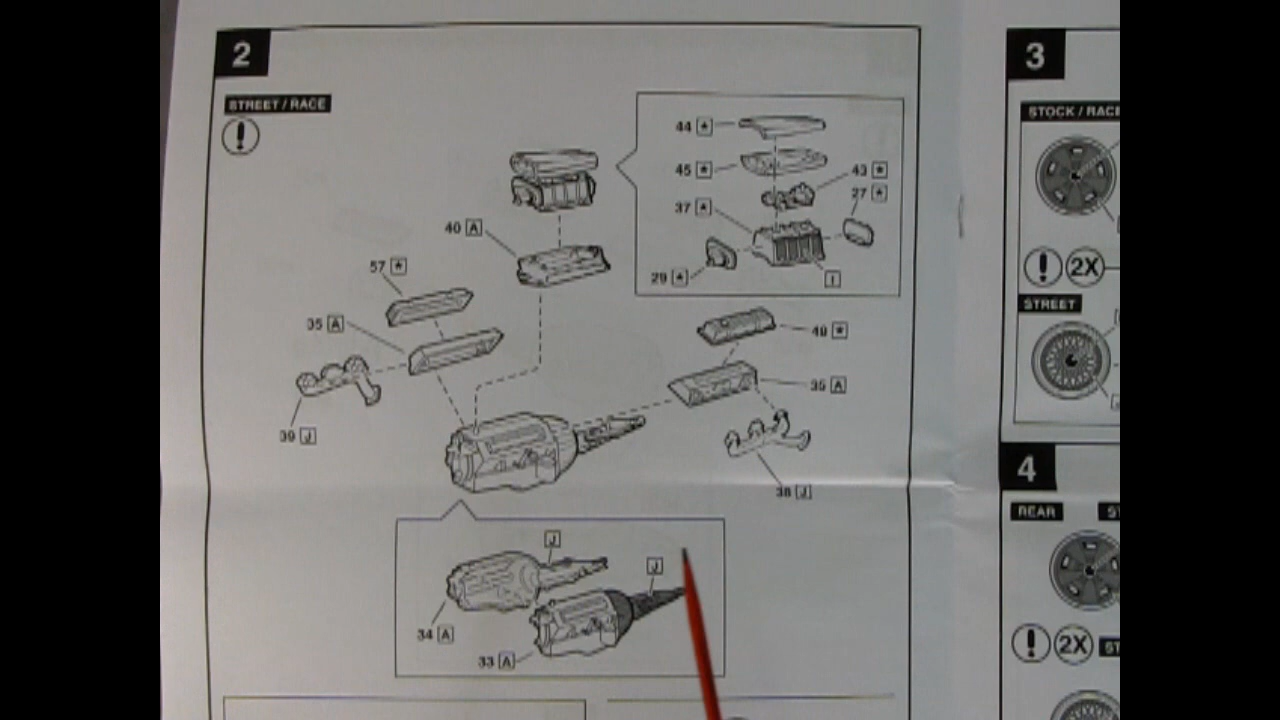 2
STREET / RACE
!
44 ★
45 ★
43 ★
27 ★
37 ★
29 ★
I
40 A
57 ★
35 A
39 J
49 ★
35 A
38 J
J
J
34 A
33 A
3
STOCK / RACE
! 2X
STREET
4
REAR
! 2X